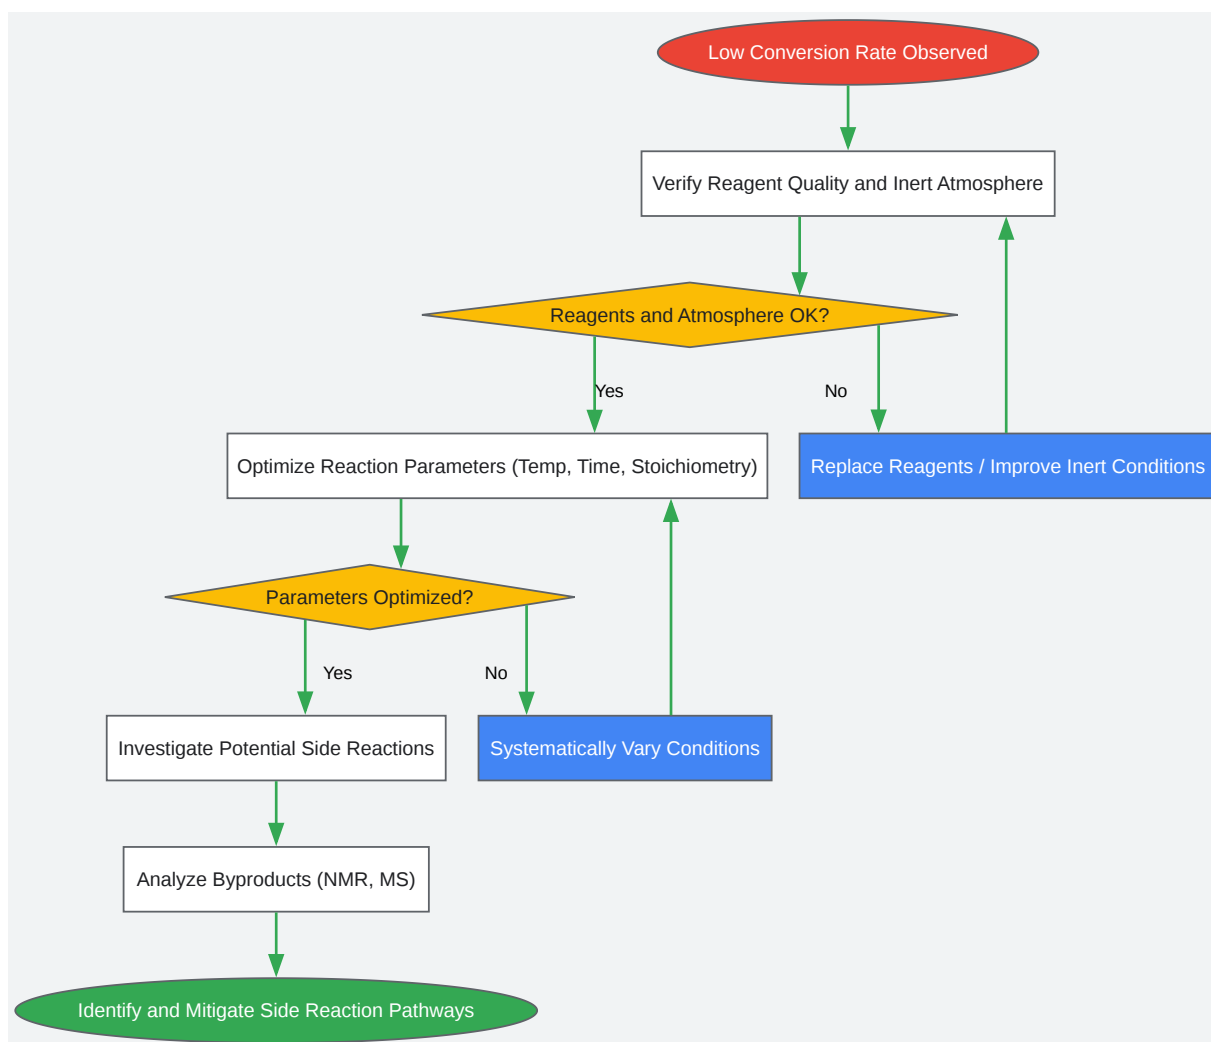 Low Conversion Rate Observed
Verify Reagent Quality and Inert Atmosphere
Reagents and Atmosphere OK?
Yes
No
Optimize Reaction Parameters (Temp, Time, Stoichiometry)
Replace Reagents / Improve Inert Conditions
Parameters Optimized?
Yes
No
Investigate Potential Side Reactions
Systematically Vary Conditions
Analyze Byproducts (NMR, MS)
Identify and Mitigate Side Reaction Pathways